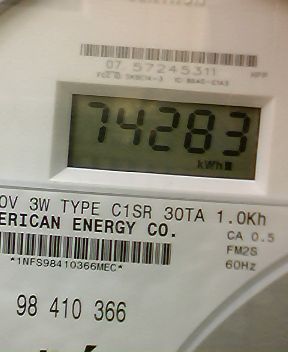 07 57245311
74283
kWh
0V 3W TYPE C1SR 30TA 1.0Kh
ERICAN ENERGY CO.
CA 0.5
FM2S
*1NFS98410366MEC*
60Hz
98 410 366